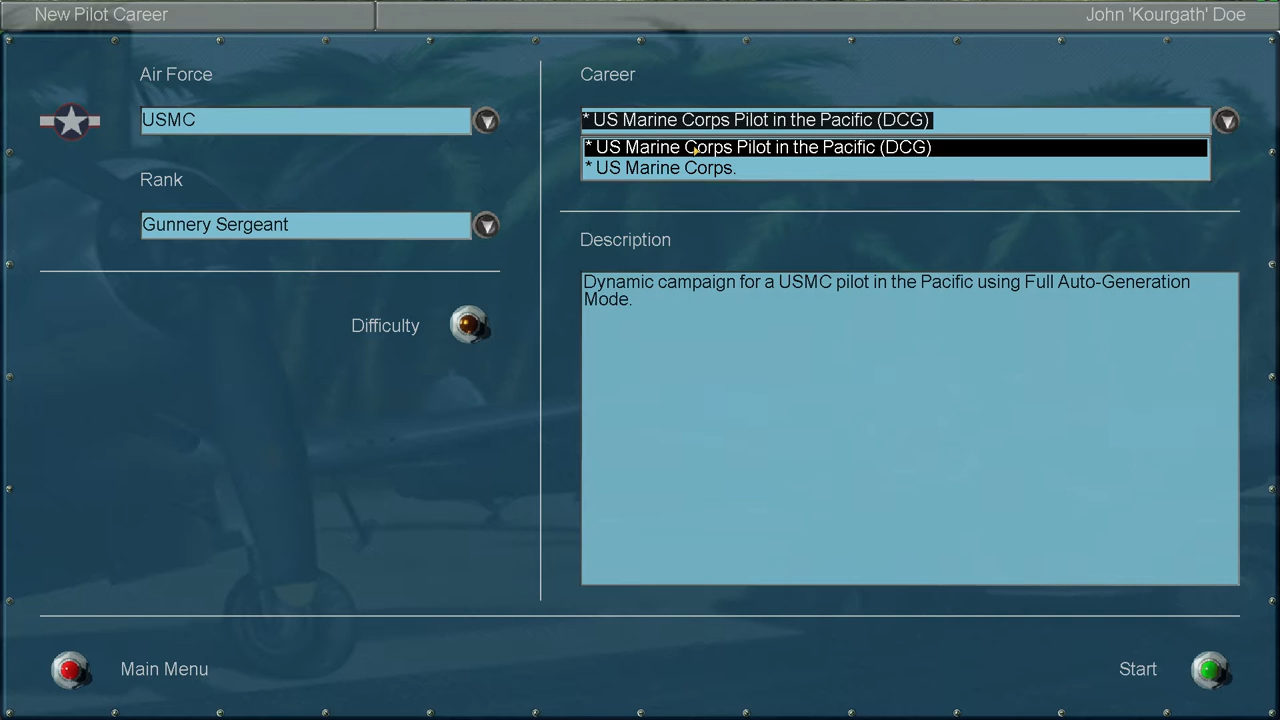 New Pilot Career
John 'Kourgath' Doe
Air Force
USMC
Rank
Gunnery Sergeant
Difficulty
Career
* US Marine Corps Pilot in the Pacific (DCG)
* US Marine Corps Pilot in the Pacific (DCG)
* US Marine Corps.
Description
Dynamic campaign for a USMC pilot in the Pacific using Full Auto-Generation
Mode.
Main Menu
Start